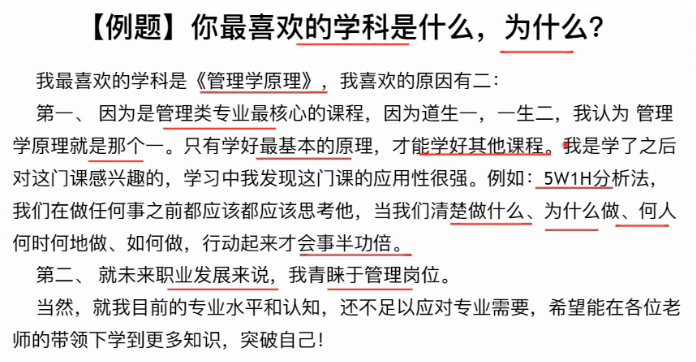 【例题】你最喜欢的学科是什么，为什么?
我最喜欢的学科是《管理学原理》，我喜欢的原因有二：
第一、 因为是管理类专业最核心的课程，因为道生一，一生二，我认为 管理
学原理就是那个一。只有学好最基本的原理，才能学好其他课程。我是学了之后
对这门课感兴趣的，学习中我发现这门课的应用性很强。例如：5W1H分析法，
我们在做任何事之前都应该都应该思考他，当我们清楚做什么、为什么做、何人
何时何地做、如何做，行动起来才会事半功倍。
第二、 就未来职业发展来说，我青睐于管理岗位。
当然，就我目前的专业水平和认知，还不足以应对专业需要，希望能在各位老
师的带领下学到更多知识，突破自己！